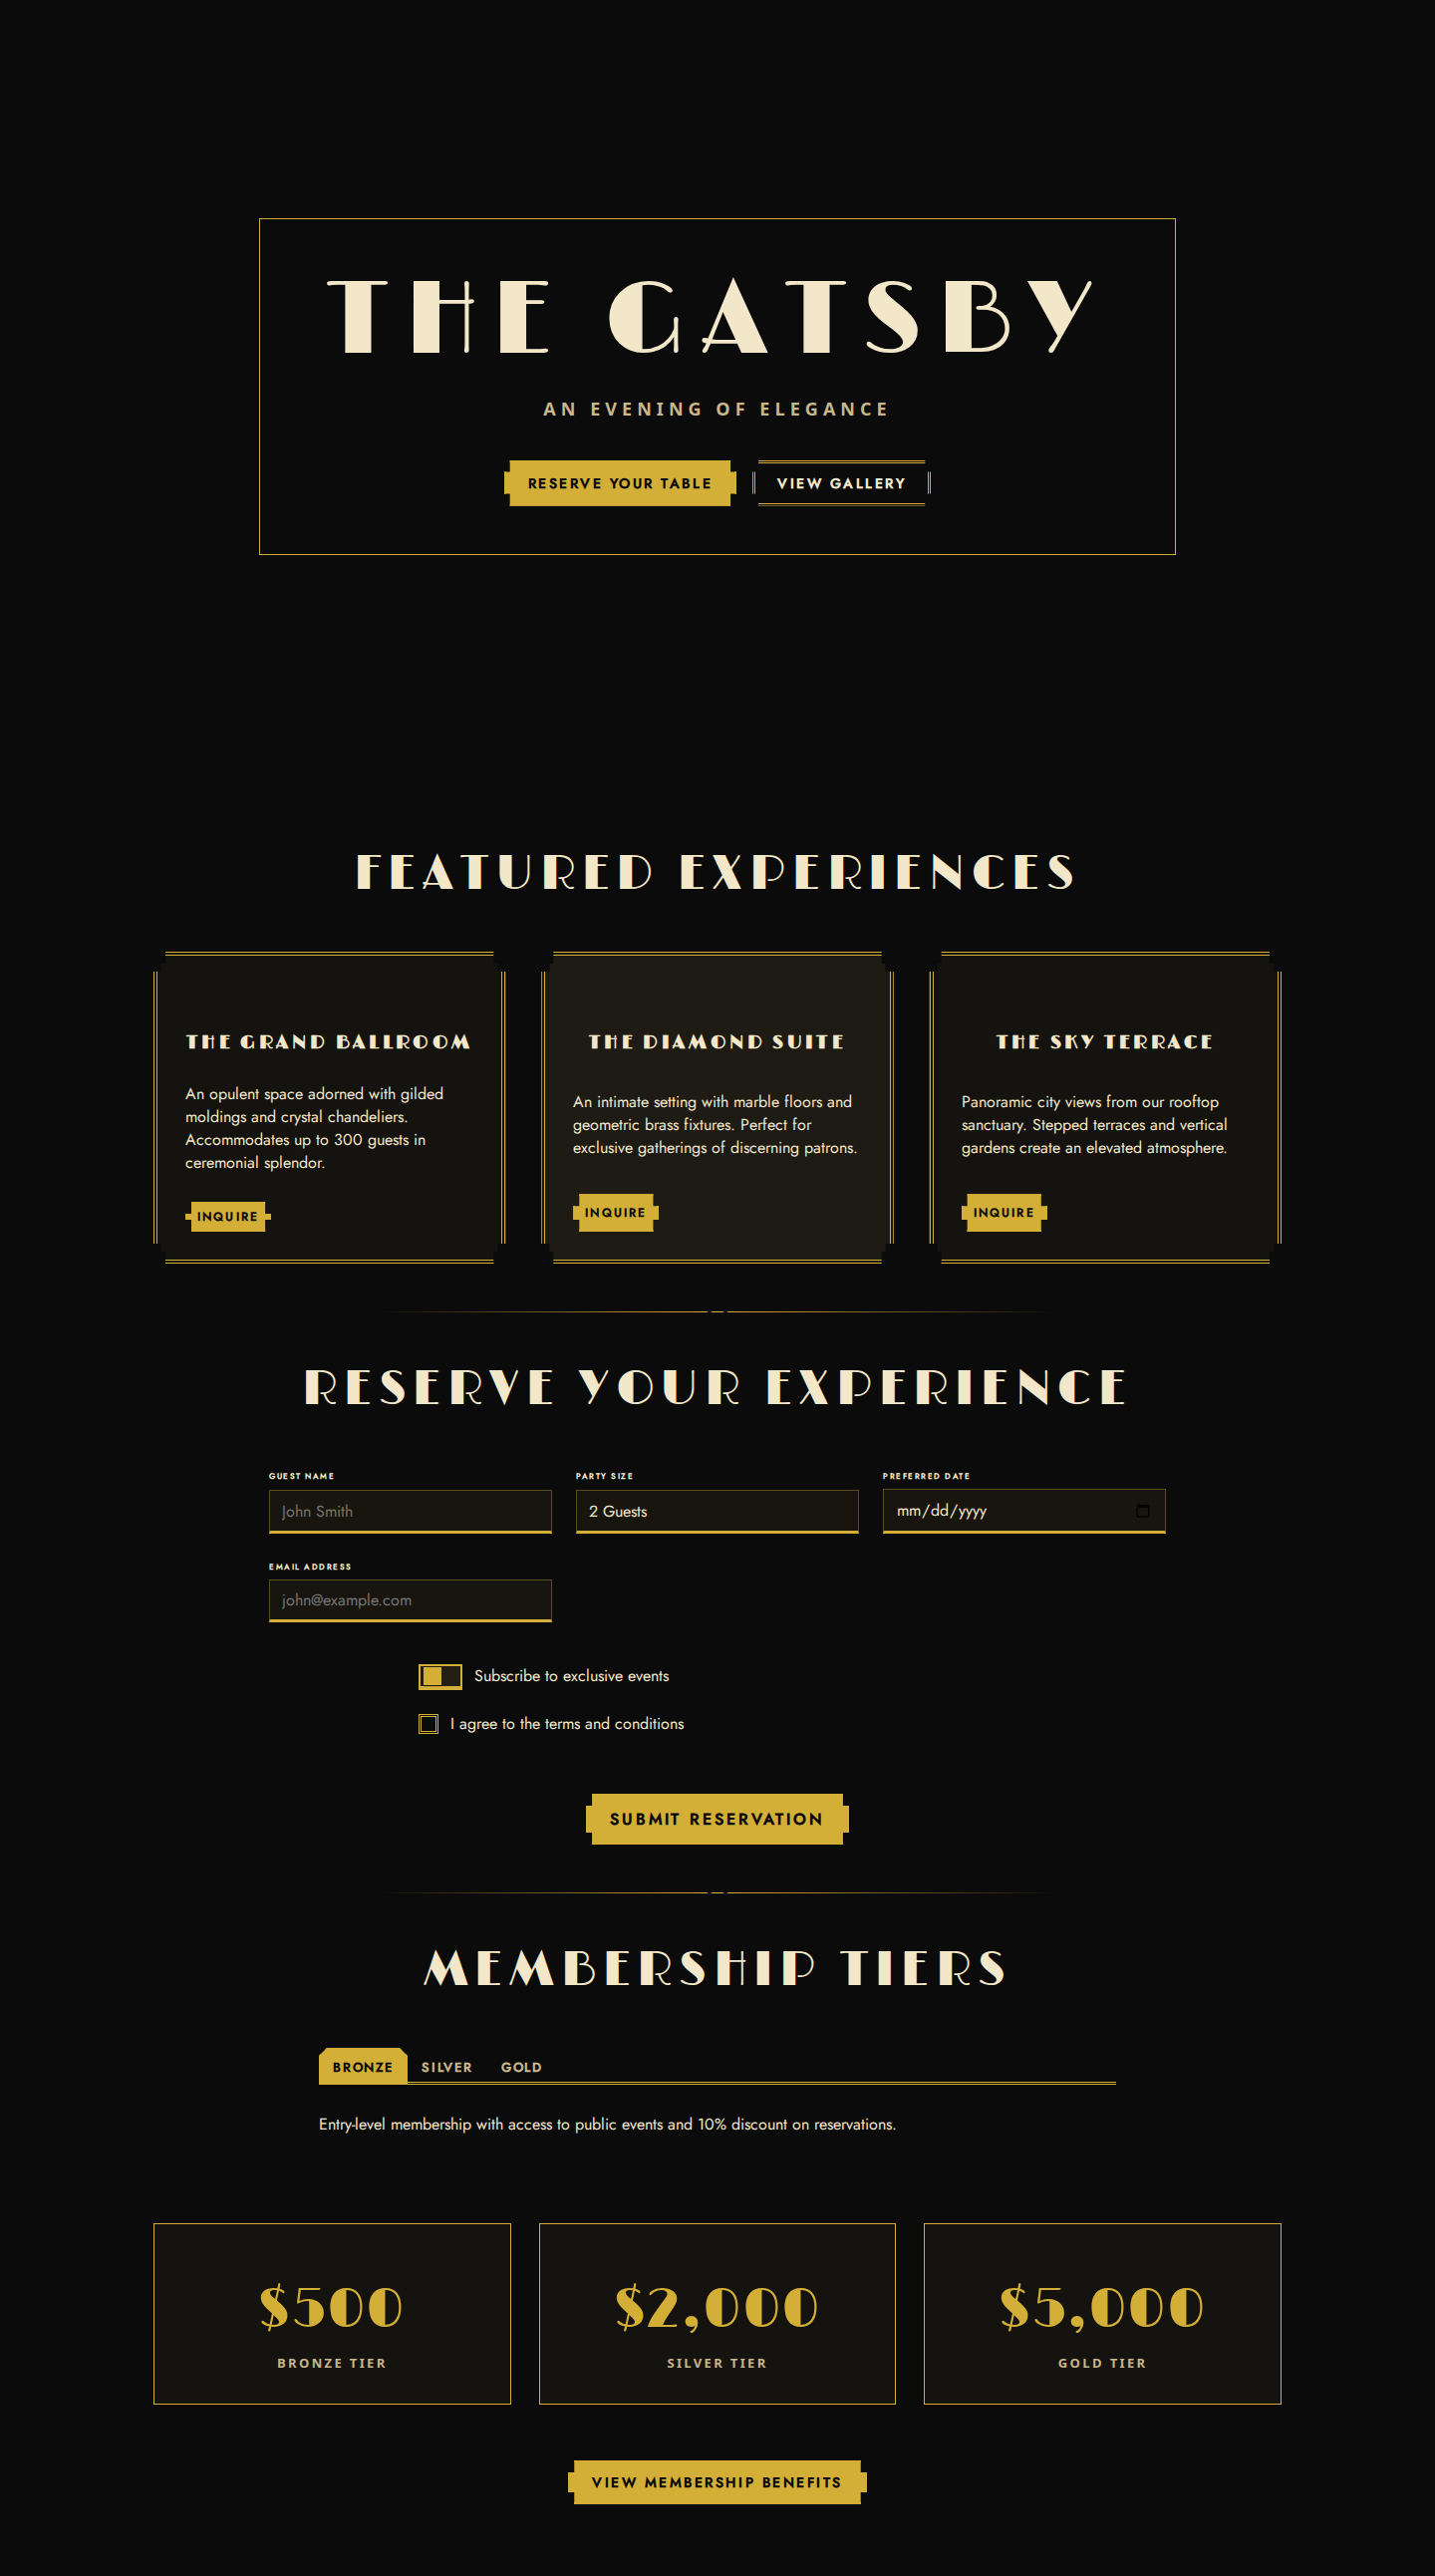 THE GATSBY
AN EVENING OF ELEGANCE
RESERVE YOUR TABLE
VIEW GALLERY
FEATURED EXPERIENCES
THE GRAND BALLROOM
An opulent space adorned with gilded
moldings and crystal chandeliers.
Accommodates up to 300 guests in
ceremonial splendor.
INQUIRE
THE DIAMOND SUITE
An intimate setting with marble floors and
geometric brass fixtures. Perfect for
exclusive gatherings of discerning patrons.
INQUIRE
THE SKY TERRACE
Panoramic city views from our rooftop
sanctuary. Stepped terraces and vertical
gardens create an elevated atmosphere.
INQUIRE
RESERVE YOUR EXPERIENCE
GUEST NAME
John Smith
PARTY SIZE
2 Guests
PREFERRED DATE
mm/dd/yyyy
EMAIL ADDRESS
john@example.com
Subscribe to exclusive events
I agree to the terms and conditions
SUBMIT RESERVATION
MEMBERSHIP TIERS
BRONZE
SILVER
GOLD
Entry-level membership with access to public events and 10% discount on reservations.
$500
BRONZE TIER
$2,000
SILVER TIER
$5,000
GOLD TIER
VIEW MEMBERSHIP BENEFITS